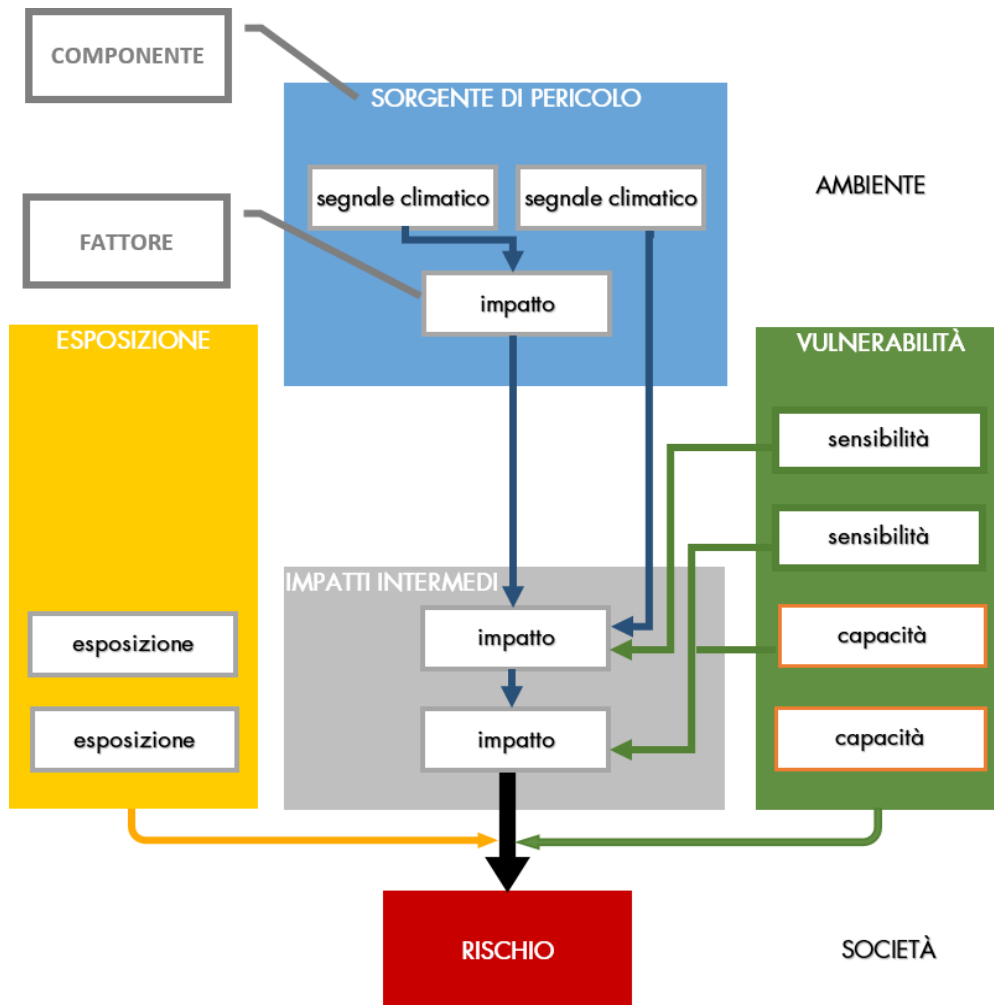 COMPONENTE
SORGENTE DI PERICOLO
segnale climatico
segnale climatico
AMBIENTE
FATTORE
impatto
ESPOSIZIONE
VULNERABILITÀ
sensibilità
sensibilità
IMPATTI INTERMEDI
esposizione
impatto
capacità
esposizione
impatto
capacità
RISCHIO
SOCIETÀ